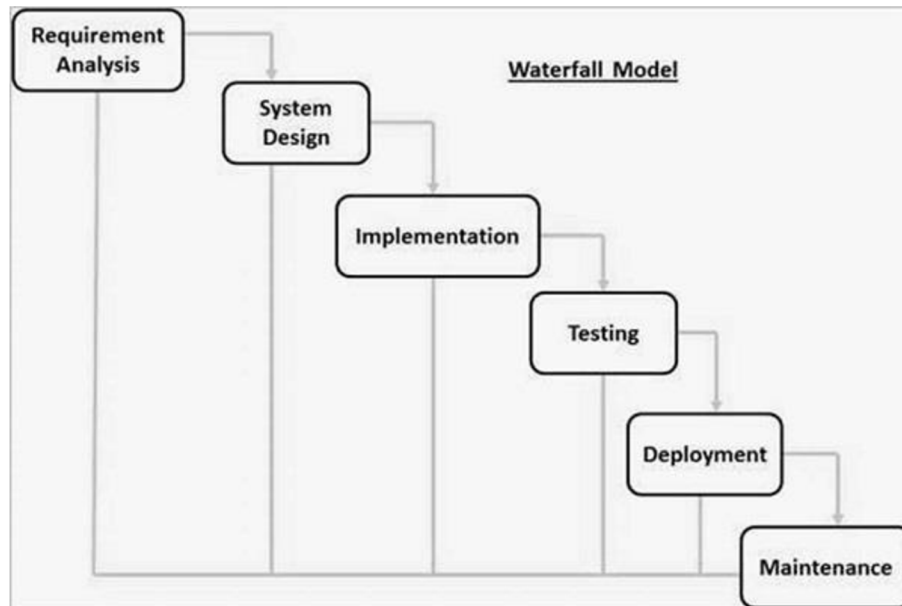 Requirement
Analysis
Waterfall Model
System
Design
Implementation
Testing
Deployment
Maintenance